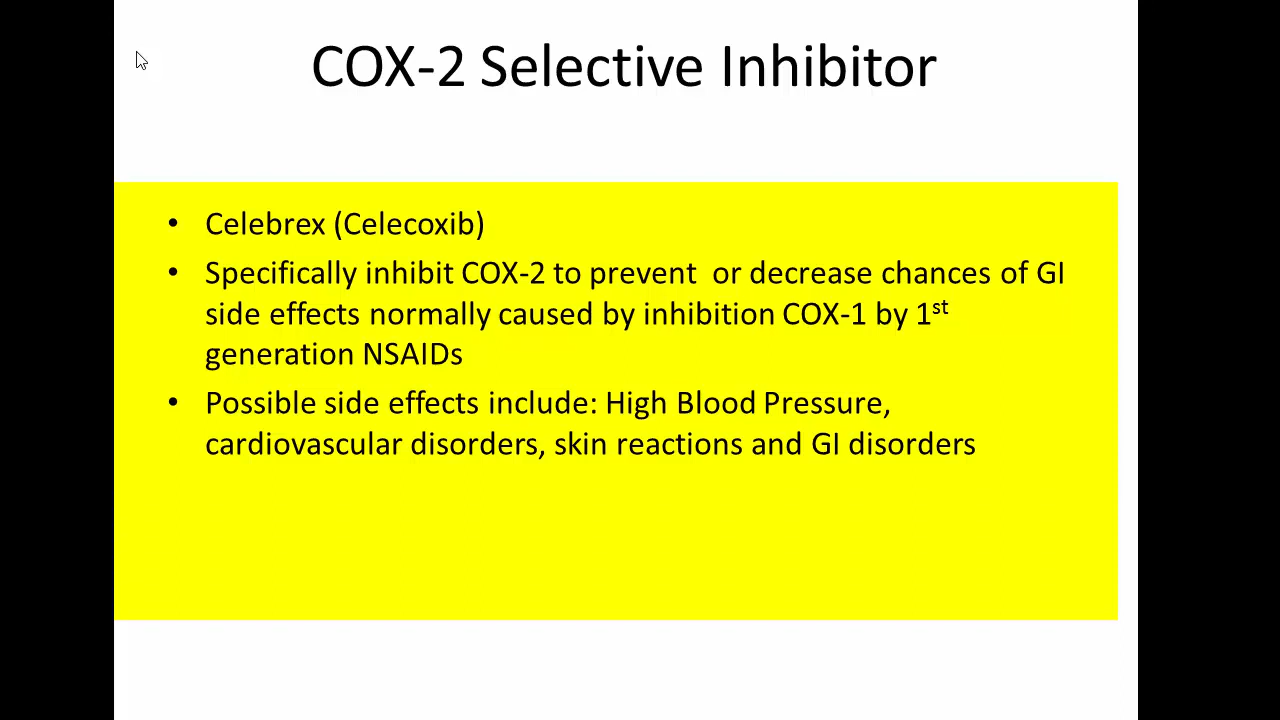 COX-2 Selective Inhibitor
• Celebrex (Celecoxib)
• Specifically inhibit COX-2 to prevent  or decrease chances of GI
side effects normally caused by inhibition COX-1 by 1st
generation NSAIDs
• Possible side effects include: High Blood Pressure,
cardiovascular disorders, skin reactions and GI disorders